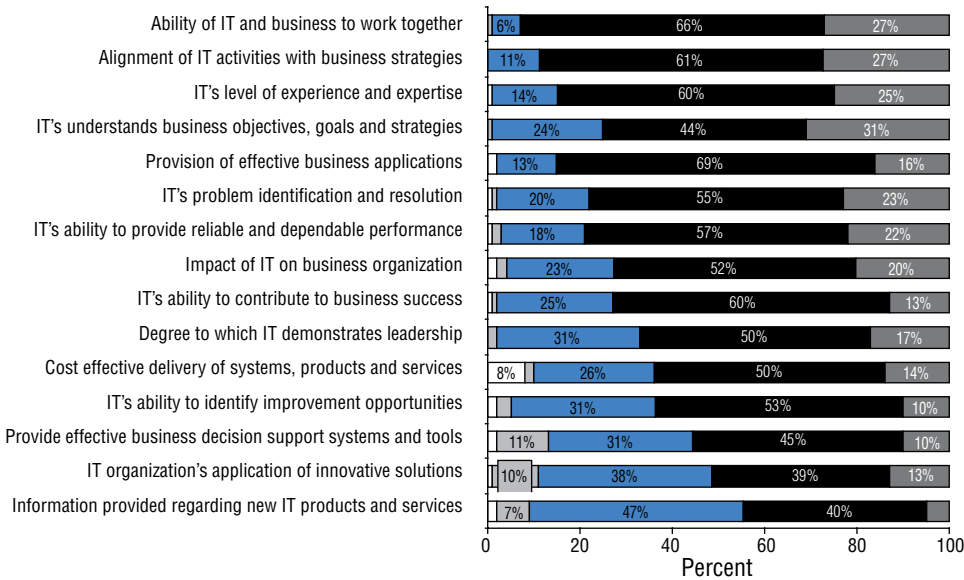 Ability of IT and business to work together 6% 66% 27%
Alignment of IT activities with business strategies 11% 61% 27%
IT's level of experience and expertise 14% 60% 25%
IT's understands business objectives, goals and strategies 24% 44% 31%
Provision of effective business applications 13% 69% 16%
IT's problem identification and resolution 20% 55% 23%
IT's ability to provide reliable and dependable performance 18% 57% 22%
Impact of IT on business organization 23% 52% 20%
IT's ability to contribute to business success 25% 60% 13%
Degree to which IT demonstrates leadership 31% 50% 17%
Cost effective delivery of systems, products and services 8% 26% 50% 14%
IT's ability to identify improvement opportunities 31% 53% 10%
Provide effective business decision support systems and tools 11% 31% 45% 10%
IT organization's application of innovative solutions 10% 38% 39% 13%
Information provided regarding new IT products and services 7% 47% 40%
0 20 40 60 80 100
Percent